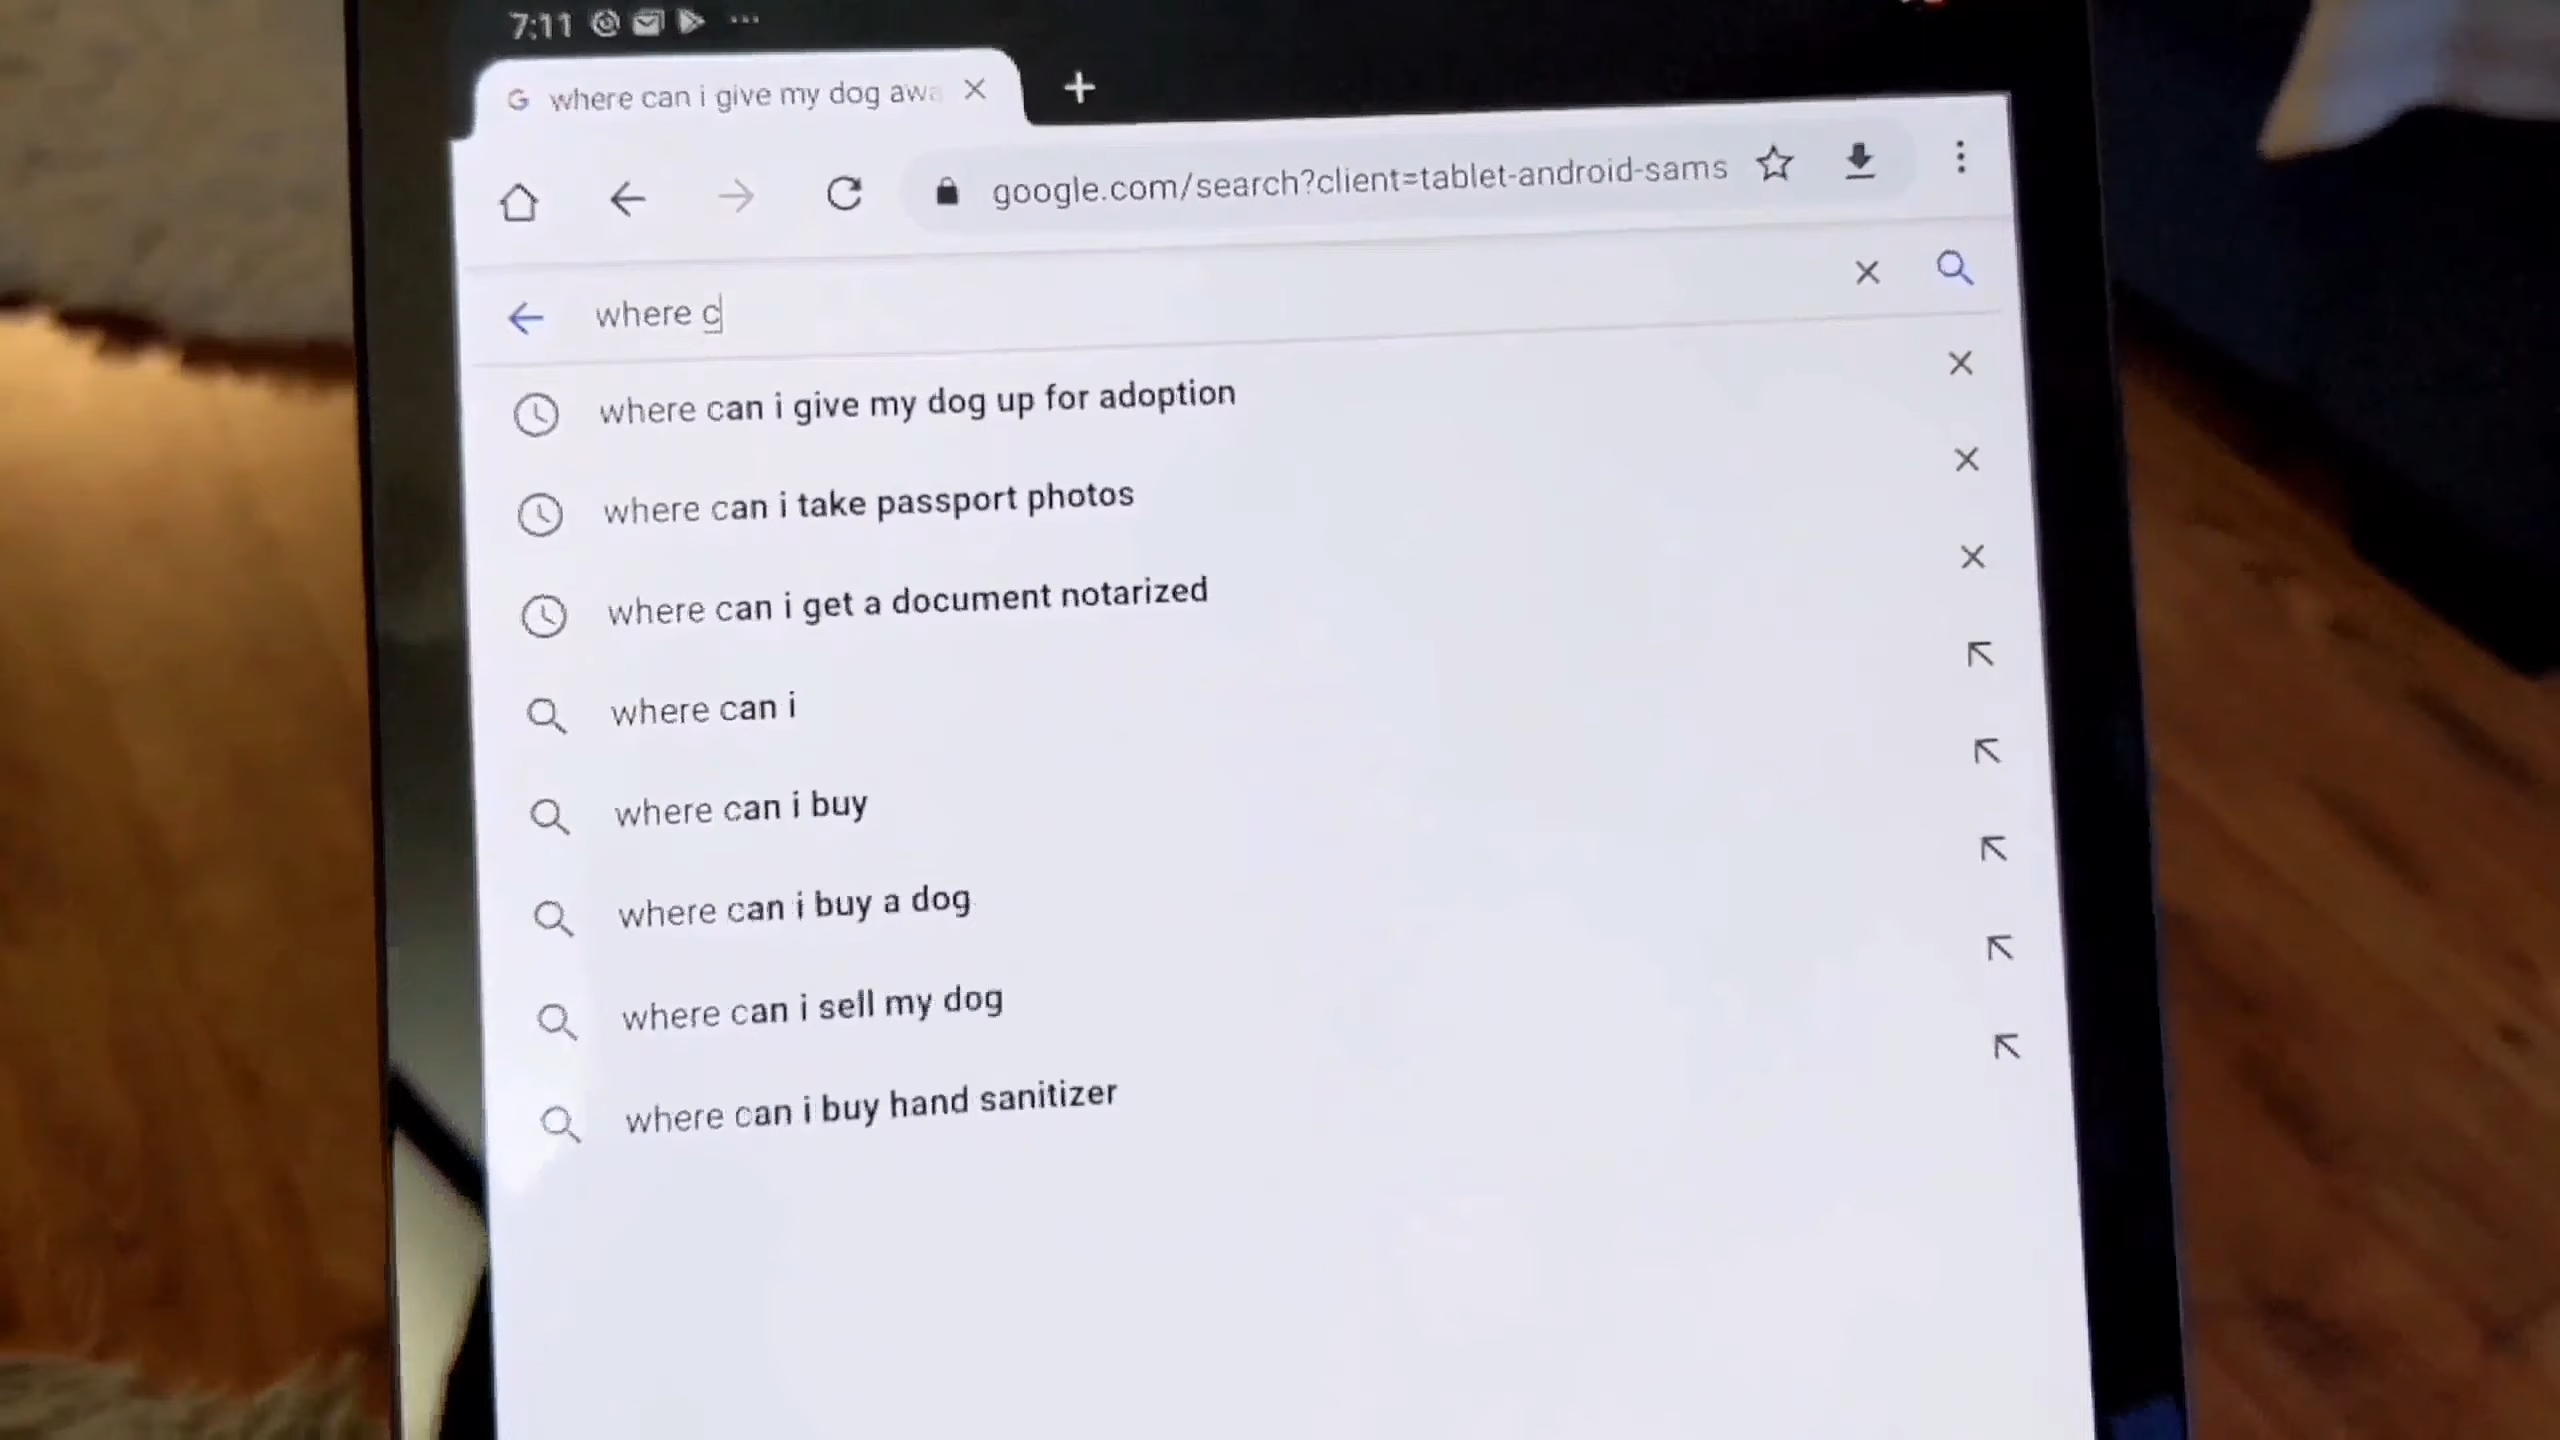 7:11
where can i give my dog awa
google.com/search?client=tablet-android-sams
where c
where can i give my dog up for adoption
where can i take passport photos
where can i get a document notarized
where can i
where can i buy
where can i buy a dog
where can i sell my dog
where can i buy hand sanitizer